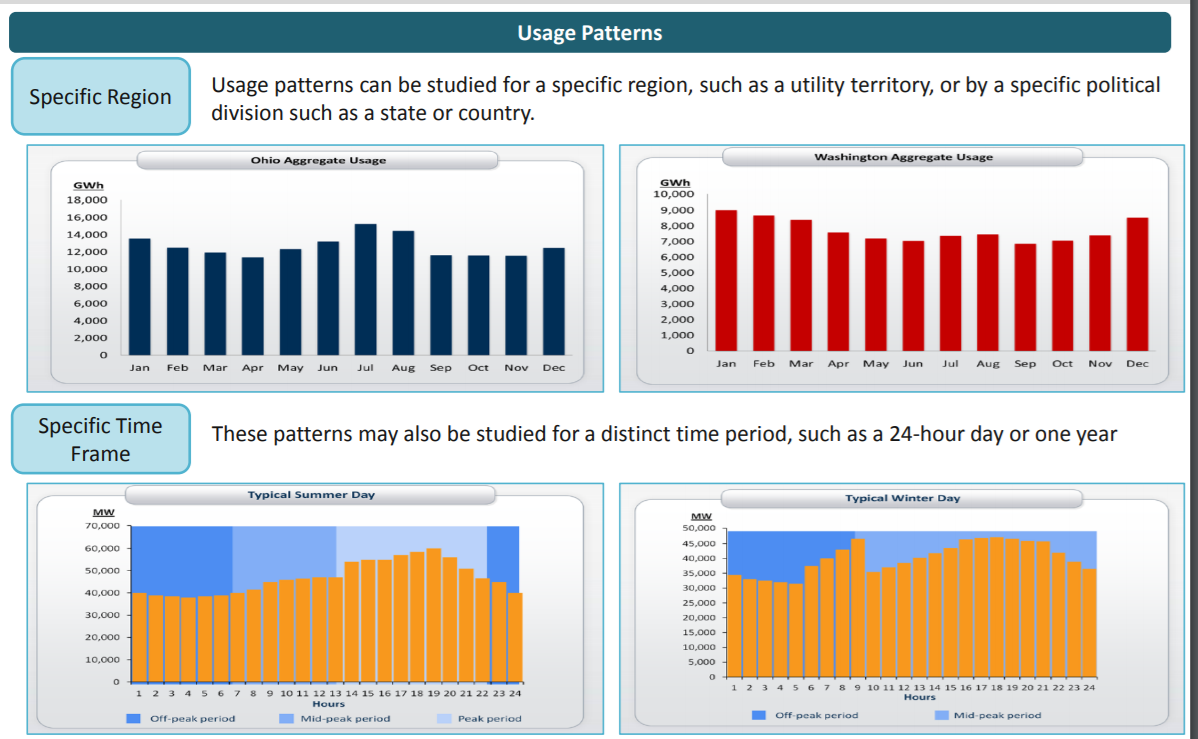 Usage Patterns
Specific Region
Usage patterns can be studied for a specific region, such as a utility territory, or by a specific political
division such as a state or country.
Ohio Aggregate Usage
GWh
18,000
16,000
14,000
12,000
10,000
8,000
6,000
4,000
2,000
0
Jan Feb Mar Apr May Jun Jul Aug Sep Oct Nov Dec
Washington Aggregate Usage
GWh
10,000
9,000
8,000
7,000
6,000
5,000
4,000
3,000
2,000
1,000
0
Jan Feb Mar Apr May Jun Jul Aug Sep Oct Nov Dec
Specific Time
Frame
These patterns may also be studied for a distinct time period, such as a 24-hour day or one year
Typical Summer Day
MW
70,000
60,000
50,000
40,000
30,000
20,000
10,000
0
1 2 3 4 5 6 7 8 9 10 11 12 13 14 15 16 17 18 19 20 21 22 23 24
Hours
Off-peak period Mid-peak period Peak period
Typical Winter Day
MW
50,000
45,000
40,000
35,000
30,000
25,000
20,000
15,000
10,000
5,000
0
1 2 3 4 5 6 7 8 9 10 11 12 13 14 15 16 17 18 19 20 21 22 23 24
Hours
Off-peak period Mid-peak period